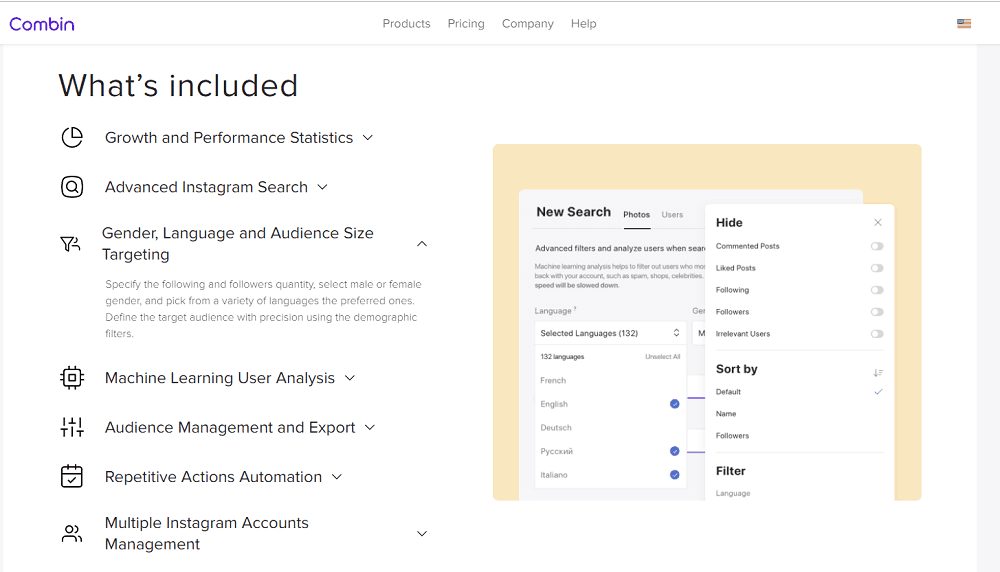 Combin
Products Pricing Company Help
What's included
Growth and Performance Statistics
Advanced Instagram Search
Gender, Language and Audience Size
Targeting
Specify the following and followers quantity, select male or female
gender, and pick from a variety of languages the preferred ones.
Define the target audience with precision using the demographic
filters.
Machine Learning User Analysis
Audience Management and Export
Repetitive Actions Automation
Multiple Instagram Accounts
Management
New Search Photos Users
Advanced filters and analyze users when sear
Machine learning analysis helps to filter out users who mos
back with your account, such as spam, shops, celebrities.
speed will be slowed down.
Language ? Ge
Selected Languages (132) M
132 languages Unselect All
French
English
Deutsch
Русский
Italiano
Hide
Commented Posts
Liked Posts
Following
Followers
Irrelevant Users
Sort by
Default
Name
Followers
Filter
Language